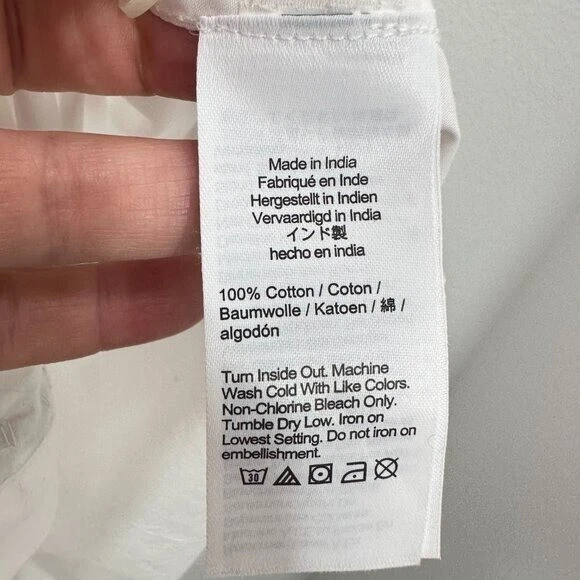 Made in India
Fabriqué en Inde
Hergestellt in Indien
Vervaardigd in India
インド製
hecho en india
100% Cotton / Coton /
Baumwolle / Katoen / 綿 /
algodón
Turn Inside Out. Machine
Wash Cold With Like Colors.
Non-Chlorine Bleach Only.
Tumble Dry Low. Iron on
Lowest Setting. Do not iron on
embellishment.
30